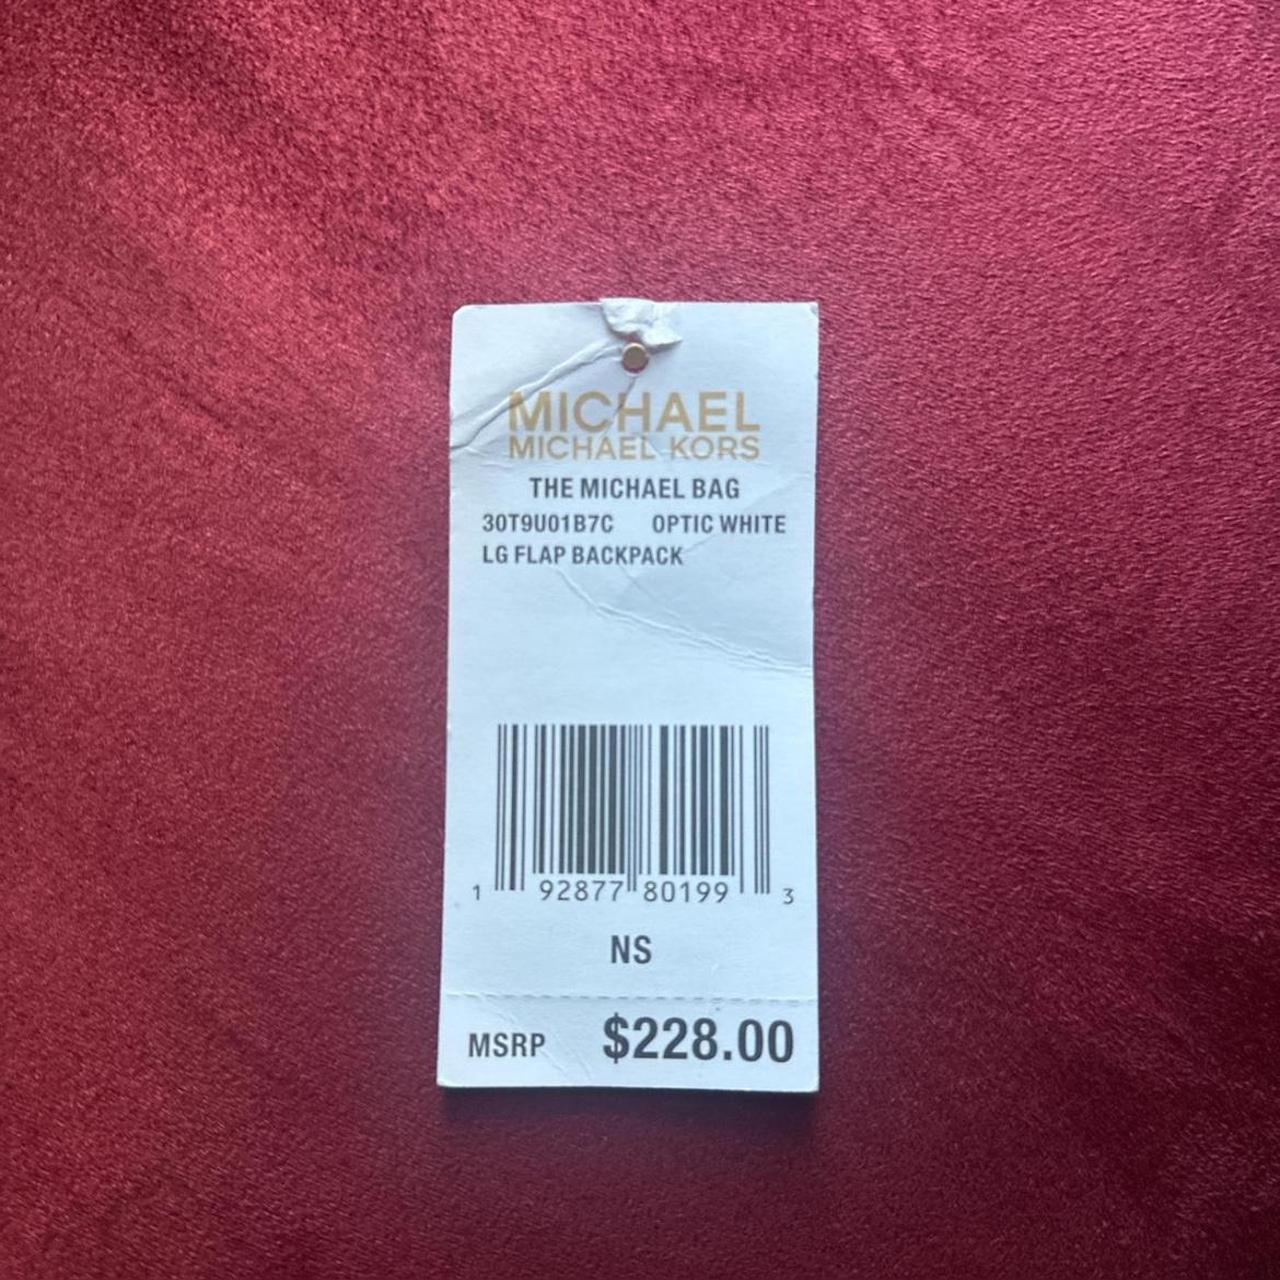 MICHAEL
MICHAEL KORS
THE MICHAEL BAG
30T9U01B7C OPTIC WHITE
LG FLAP BACKPACK
1 92877 80199 3
NS
MSRP $228.00